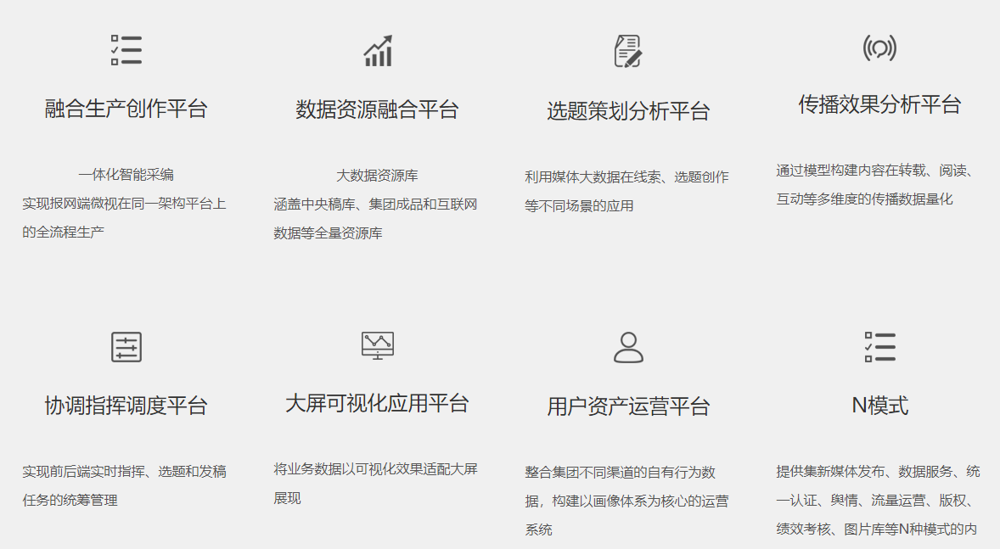 融合生产创作平台
一体化智能采编
实现报网端微视在同一架构平台上
的全流程生产
数据资源融合平台
大数据资源库
涵盖中央稿库、集团成品和互联网
数据等全量资源库
选题策划分析平台
利用媒体大数据在线索、选题创作
等不同场景的应用
传播效果分析平台
通过模型构建内容在转载、阅读、
互动等多维度的传播数据量化
协调指挥调度平台
实现前后端实时指挥、选题和发稿
任务的统筹管理
大屏可视化应用平台
将业务数据以可视化效果适配大屏
展现
用户资产运营平台
整合集团不同渠道的自有行为数
据，构建以画像体系为核心的运营
系统
N模式
提供集新媒体发布、数据服务、统
一认证、舆情、流量运营、版权、
绩效考核、图片库等N种模式的内